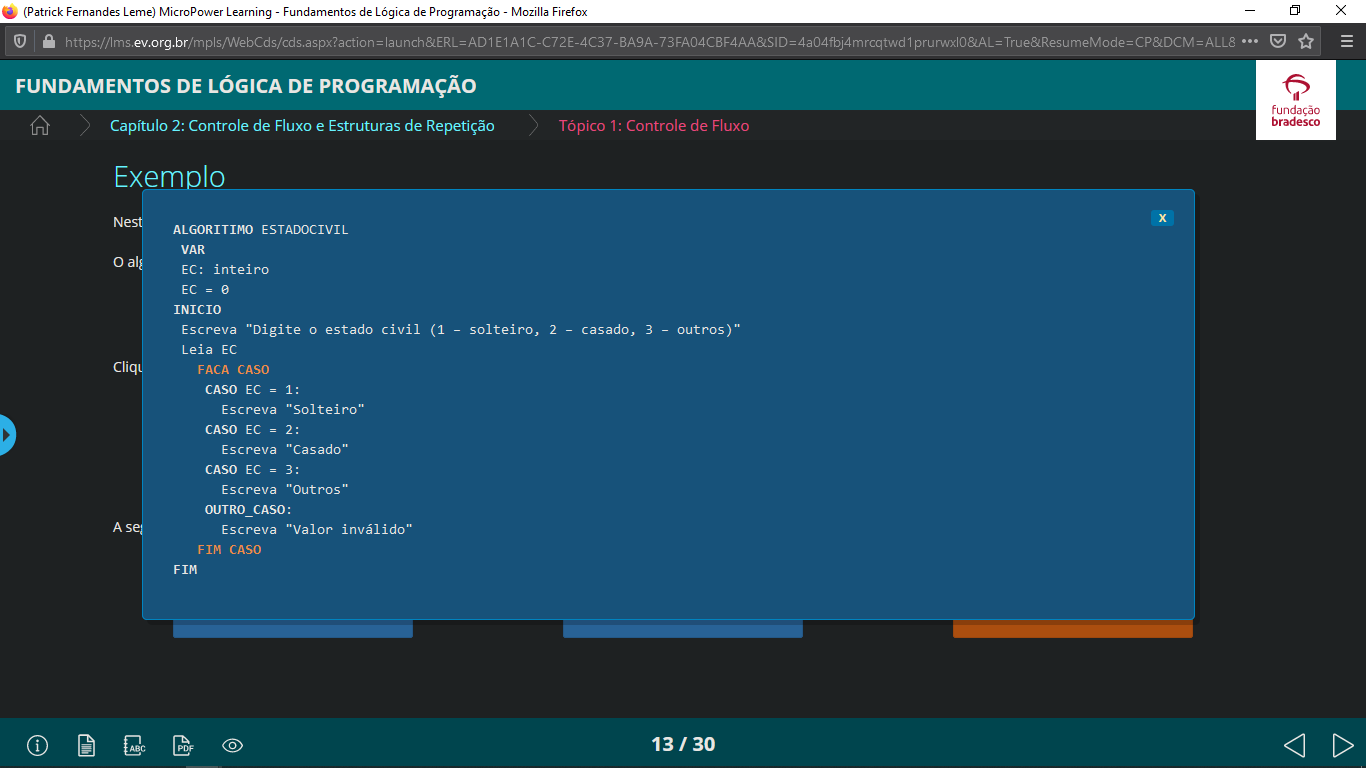 (Patrick Fernandes Leme) MicroPower Learning - Fundamentos de Lógica de Programação - Mozilla Firefox
https://lms.ev.org.br/mpls/WebCds/cds.aspx?action=launch&ERL=AD1E1A1C-C72E-4C37-BA9A-73FA04CBF4AA&SID=4a04fbj4mrcqtwd1prurwxl0&AL=True&ResumeMode=CP&DCM=ALL&
FUNDAMENTOS DE LÓGICA DE PROGRAMAÇÃO
fundação
bradesco
Capítulo 2: Controle de Fluxo e Estruturas de Repetição
Tópico 1: Controle de Fluxo
Exemplo
Nest
O alg
Cliqu
A seg
X
ALGORITIMO ESTADOCIVIL
VAR
EC: inteiro
EC = 0
INICIO
Escreva "Digite o estado civil (1 – solteiro, 2 – casado, 3 – outros)"
Leia EC
FACA CASO
CASO EC = 1:
Escreva "Solteiro"
CASO EC = 2:
Escreva "Casado"
CASO EC = 3:
Escreva "Outros"
OUTRO_CASO:
Escreva "Valor inválido"
FIM CASO
FIM
ABC
PDF
13 / 30